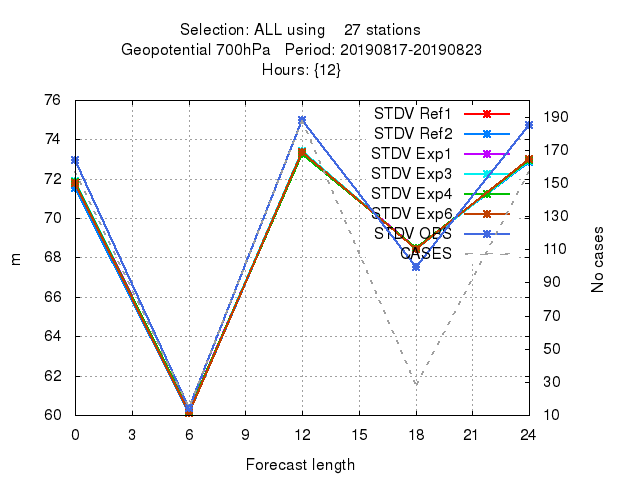 Selection: ALL using 27 stations
Geopotential 700hPa Period: 20190817-20190823
Hours: {12}
76
74
72
70
68
66
64
62
60
m
190
170
150
130
110
90
70
50
30
10
No cases
STDV Ref1
STDV Ref2
STDV Exp1
STDV Exp3
STDV Exp4
STDV Exp6
STDV OBS
CASES
0 3 6 9 12 15 18 21 24
Forecast length